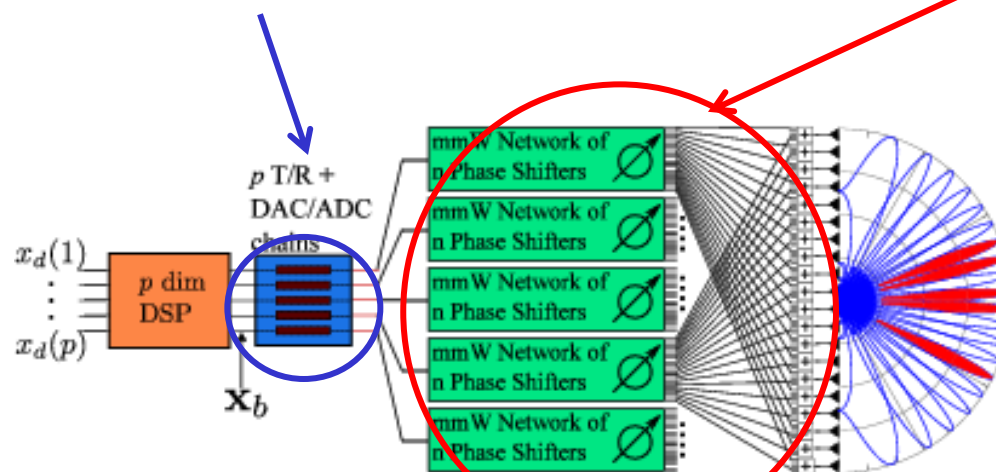 p T/R +
DAC/ADC
chains
x_d(1)
⋮
x_d(p)
p dim
DSP
x_b
mmW Network of
n Phase Shifters
mmW Network of
n Phase Shifters
mmW Network of
n Phase Shifters
mmW Network of
n Phase Shifters
mmW Network of
n Phase Shifters